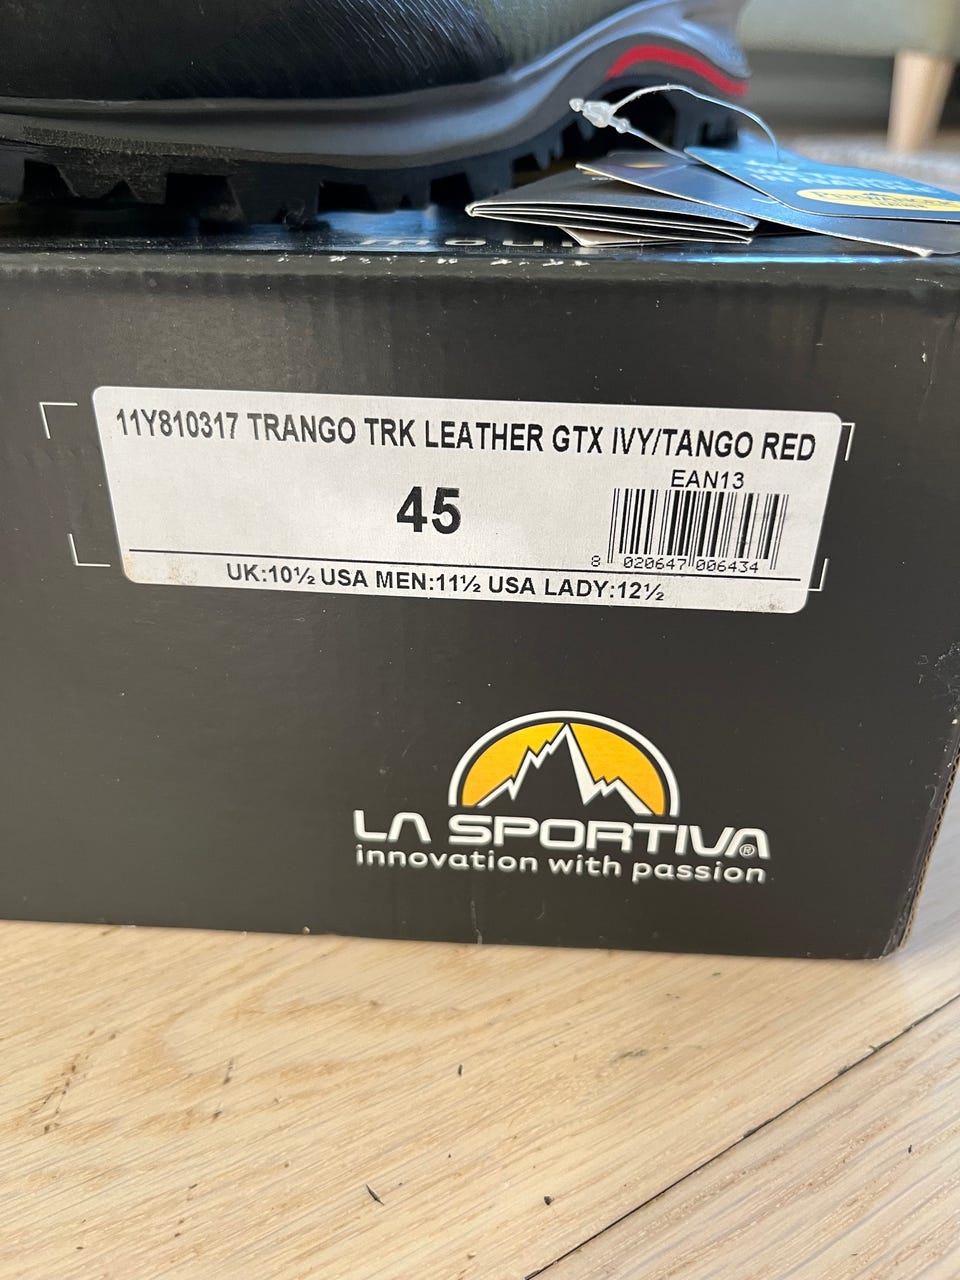 moun
11Y810317 TRANGO TRK LEATHER GTX IVY/TANGO RED
EAN13
45
8 020647 006434
UK:10½ USA MEN:11½ USA LADY:12½
LA SPORTIVA®
innovation with passion